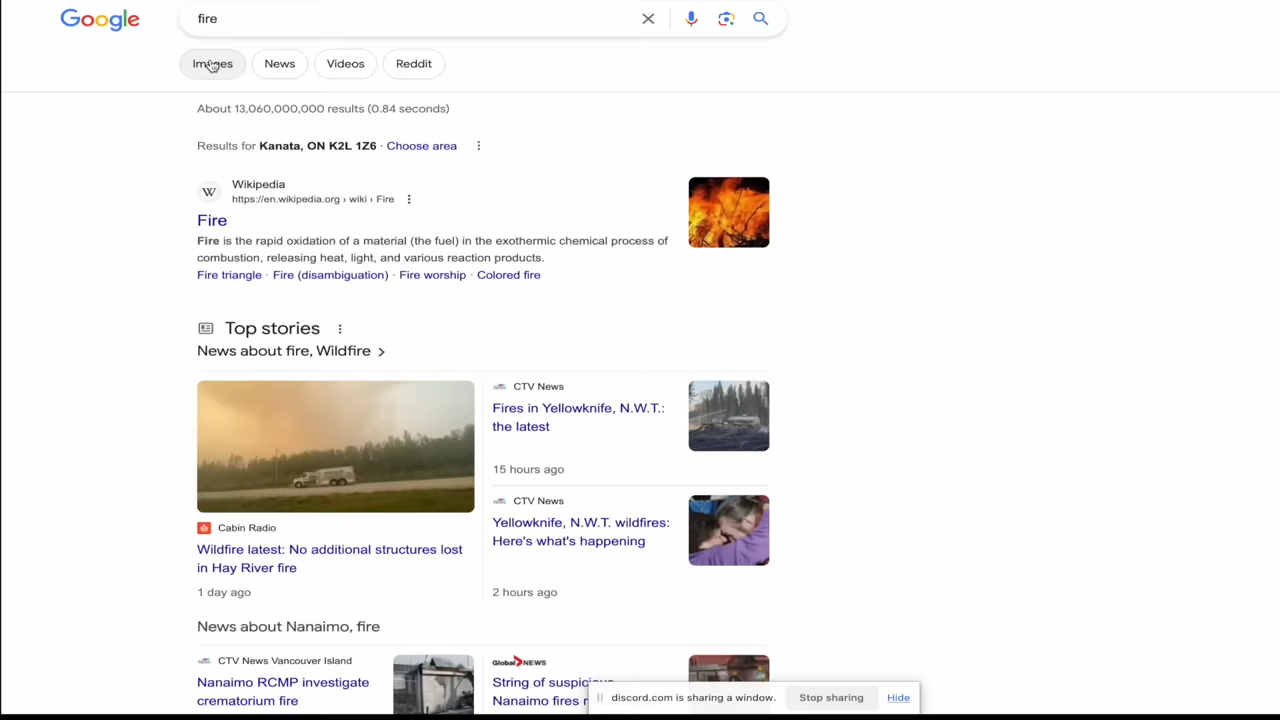 Google
fire
Images
News
Videos
Reddit
About 13,060,000,000 results (0.84 seconds)
Results for Kanata, ON K2L 1Z6 · Choose area
W
Wikipedia
https://en.wikipedia.org › wiki › Fire
Fire
Fire is the rapid oxidation of a material (the fuel) in the exothermic chemical process of
combustion, releasing heat, light, and various reaction products.
Fire triangle · Fire (disambiguation) · Fire worship · Colored fire
Top stories
News about fire, Wildfire >
Cabin Radio
Wildfire latest: No additional structures lost
in Hay River fire
1 day ago
CTV News
Fires in Yellowknife, N.W.T.:
the latest
15 hours ago
CTV News
Yellowknife, N.W.T. wildfires:
Here's what's happening
2 hours ago
News about Nanaimo, fire
CTV News Vancouver Island
Nanaimo RCMP investigate
crematorium fire
Global NEWS
String of suspicious
Nanaimo fires
discord.com is sharing a window.
Stop sharing
Hide